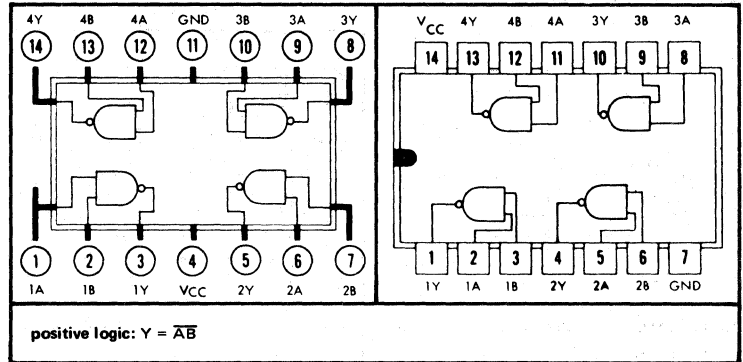 4Y 4B 4A GND 3B 3A 3Y
14 13 12 11 10 9 8
1 2 3 4 5 6 7
1A 1B 1Y VCC 2Y 2A 2B
VCC 4Y 4B 4A 3Y 3B 3A
14 13 12 11 10 9 8
1 2 3 4 5 6 7
1Y 1A 1B 2Y 2A 2B GND
positive logic: Y = A̅B̅